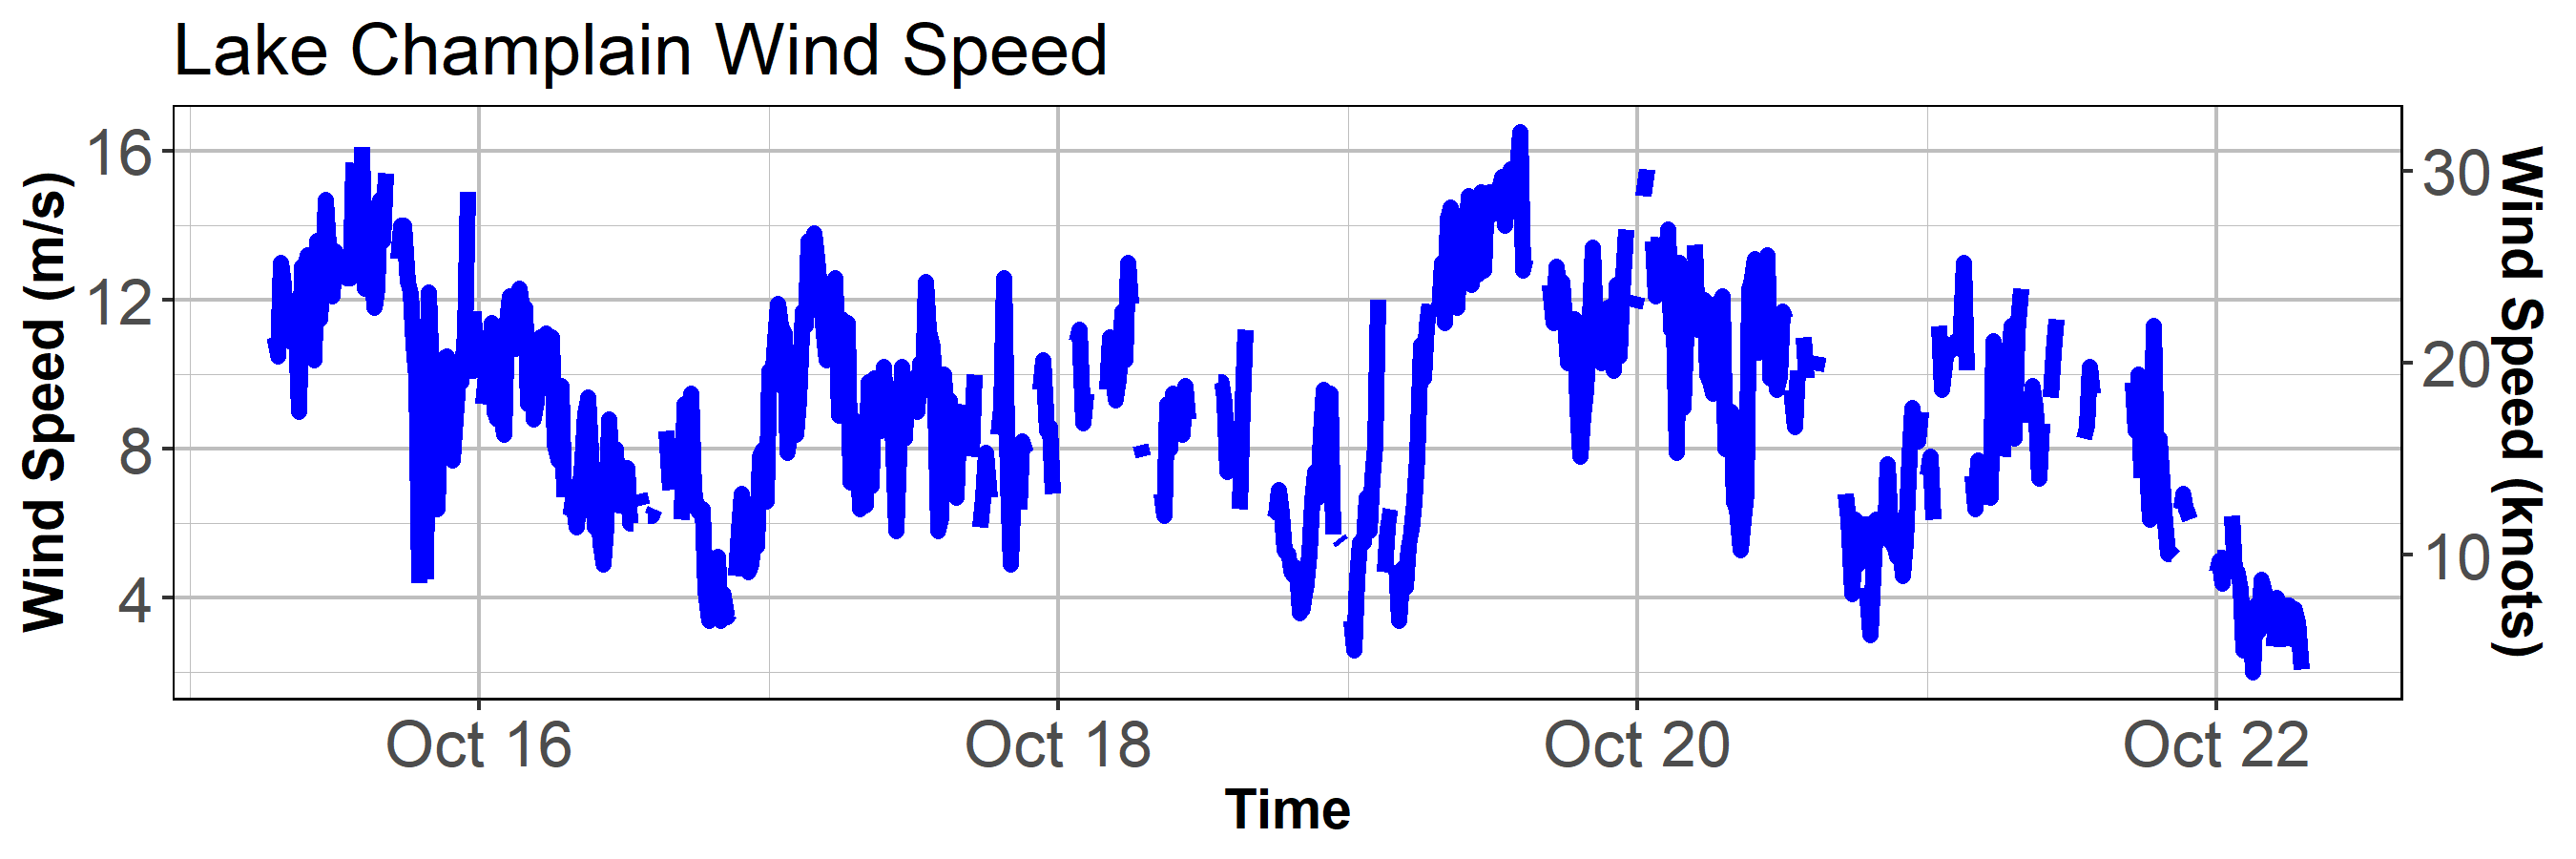 Lake Champlain Wind Speed
Wind Speed (m/s)
16
12
8
4
30
20
10
Wind Speed (knots)
Oct 16
Oct 18
Oct 20
Oct 22
Time